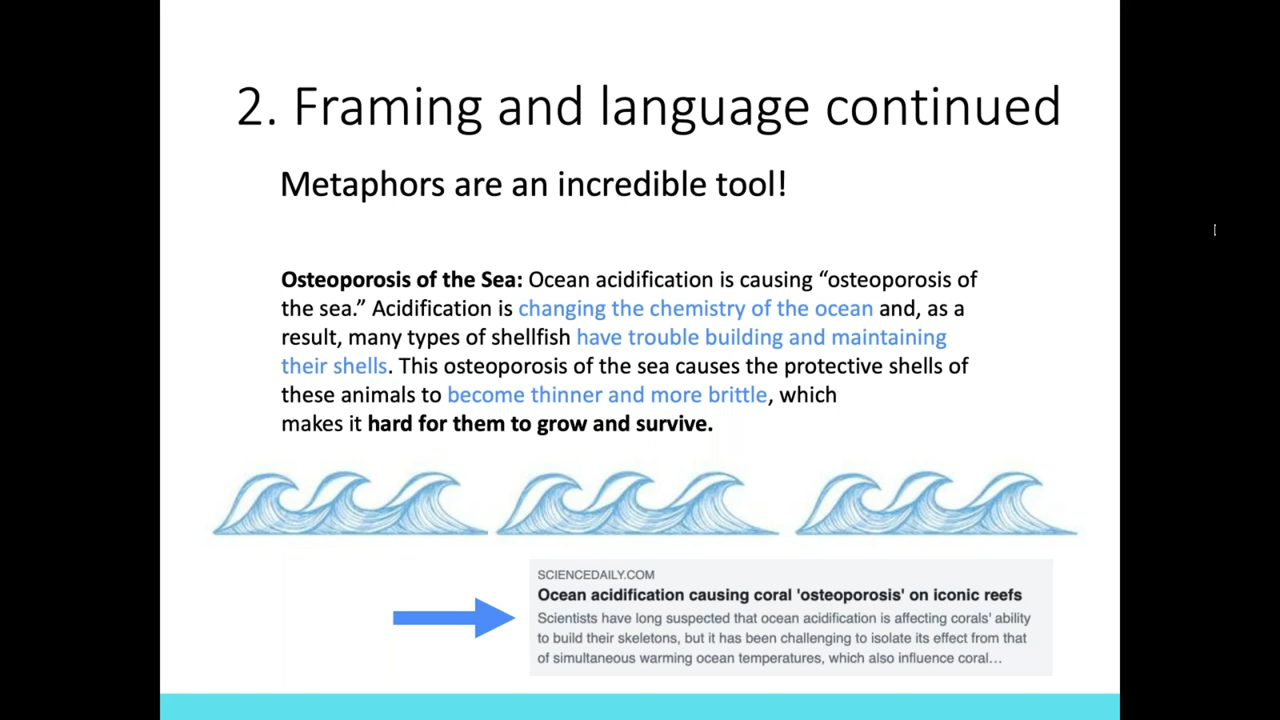 2. Framing and language continued
Metaphors are an incredible tool!
Osteoporosis of the Sea: Ocean acidification is causing “osteoporosis of
the sea.” Acidification is changing the chemistry of the ocean and, as a
result, many types of shellfish have trouble building and maintaining
their shells. This osteoporosis of the sea causes the protective shells of
these animals to become thinner and more brittle, which
makes it hard for them to grow and survive.
SCIENCEDAILY.COM
Ocean acidification causing coral 'osteoporosis' on iconic reefs
Scientists have long suspected that ocean acidification is affecting corals' ability
to build their skeletons, but it has been challenging to isolate its effect from that
of simultaneous warming ocean temperatures, which also influence coral...